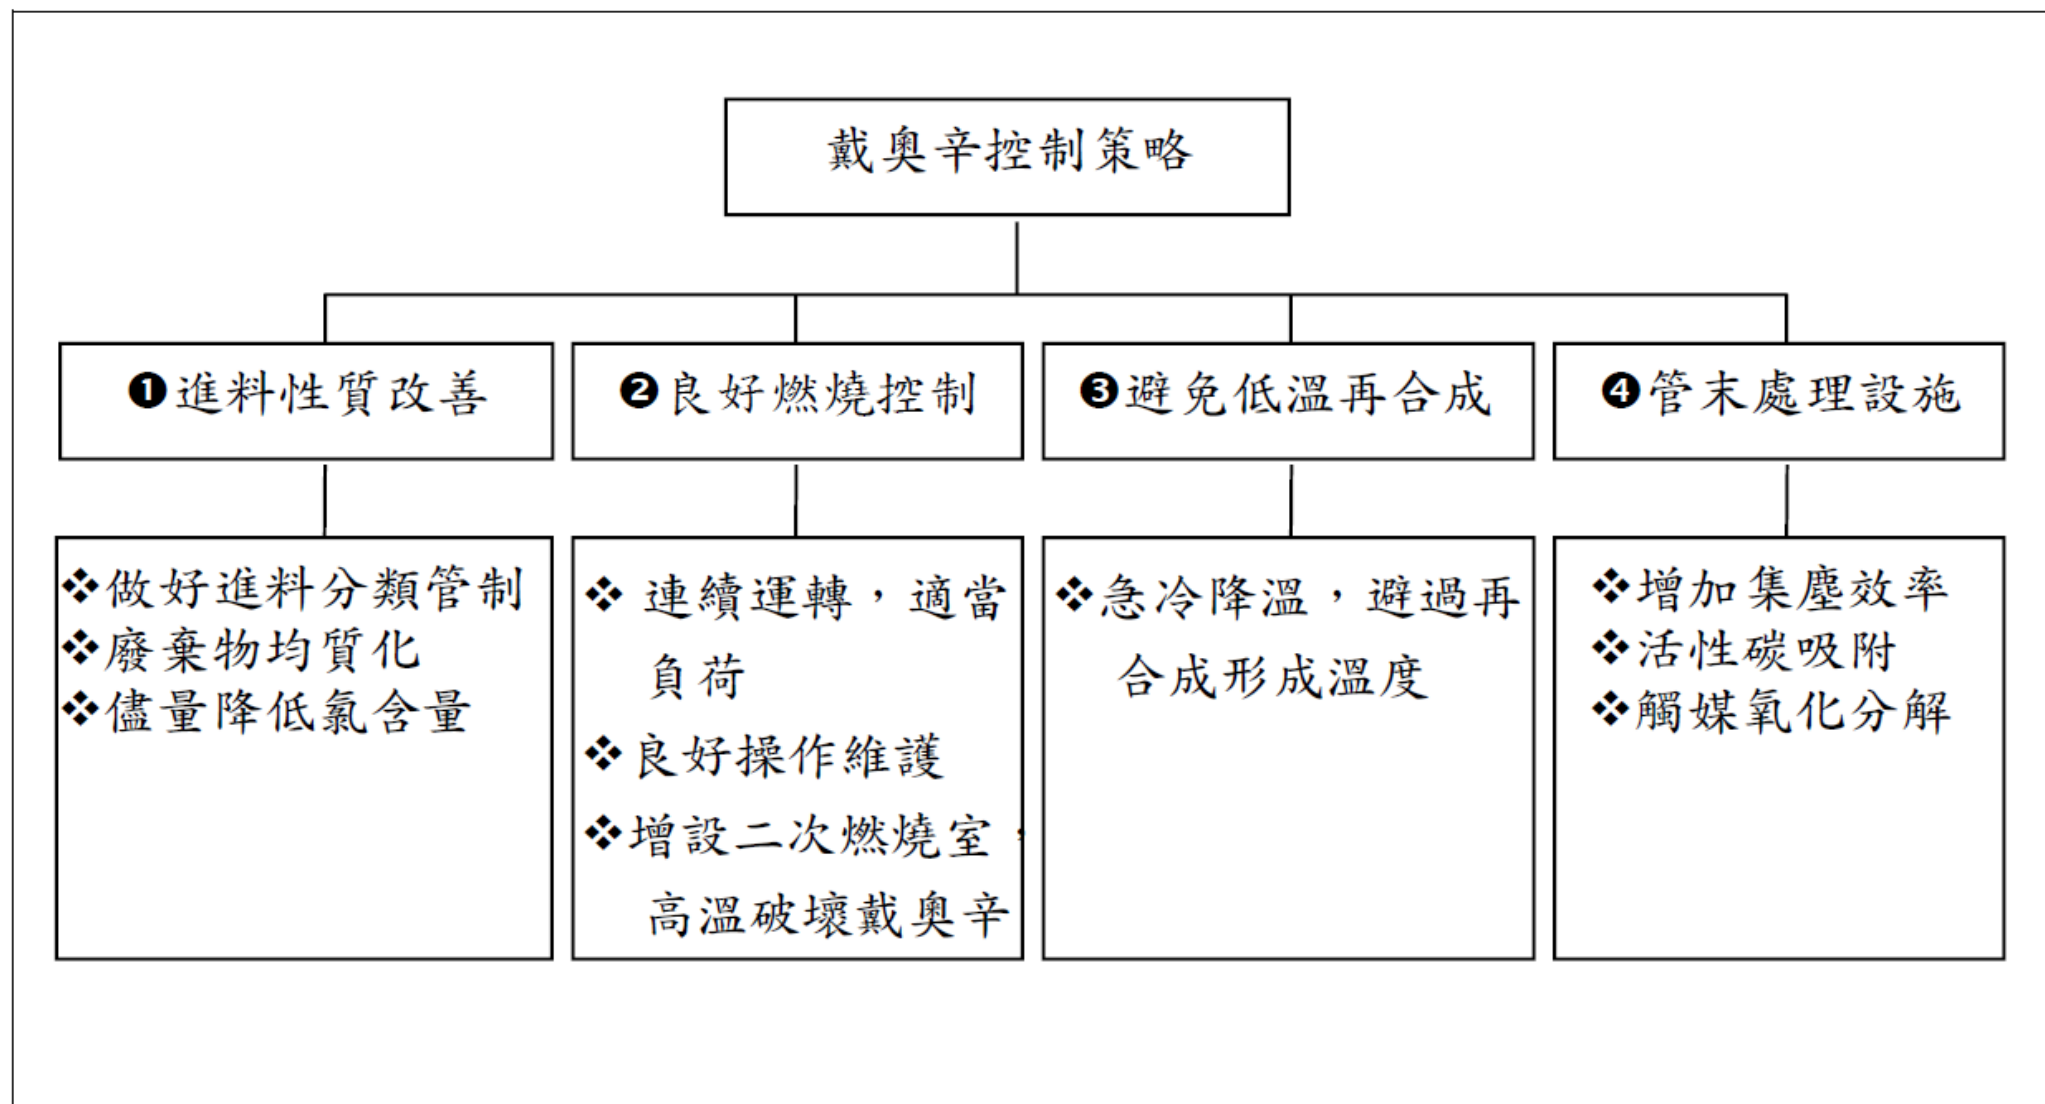 戴奧辛控制策略
❶進料性質改善
❷良好燃燒控制
❸避免低溫再合成
❹管末處理設施
❖做好進料分類管制
❖廢棄物均質化
❖儘量降低氯含量
❖ 連續運轉，適當
負荷
❖良好操作維護
❖增設二次燃燒室，
高溫破壞戴奧辛
❖急冷降溫，避過再
合成形成溫度
❖增加集塵效率
❖活性碳吸附
❖觸媒氧化分解